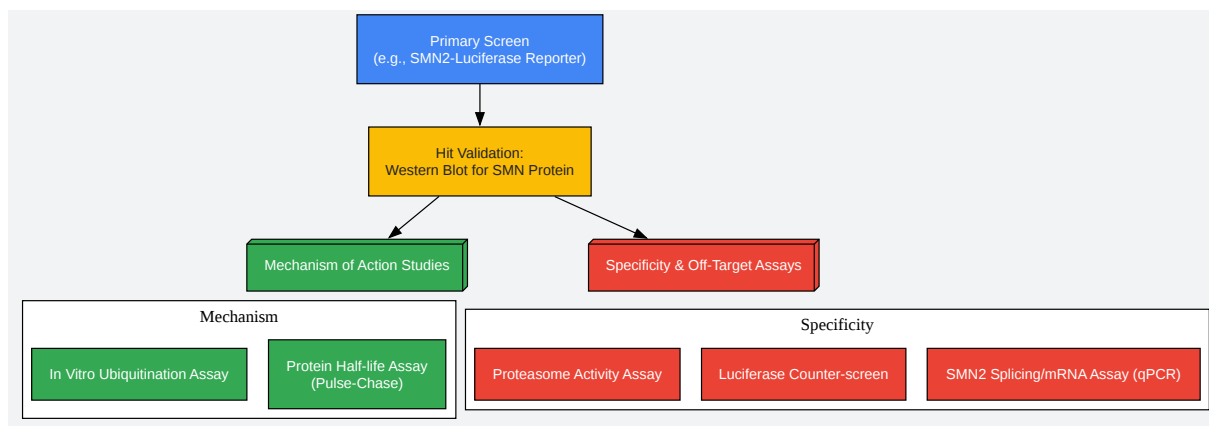 Primary Screen
(e.g., SMN2-Luciferase Reporter)
Hit Validation:
Western Blot for SMN Protein
Mechanism of Action Studies
Specificity & Off-Target Assays
Mechanism
In Vitro Ubiquitination Assay
Protein Half-life Assay
(Pulse-Chase)
Specificity
Proteasome Activity Assay
Luciferase Counter-screen
SMN2 Splicing/mRNA Assay (qPCR)